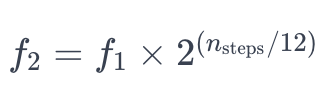 f₂ = f₁ × 2^(n_steps/12)